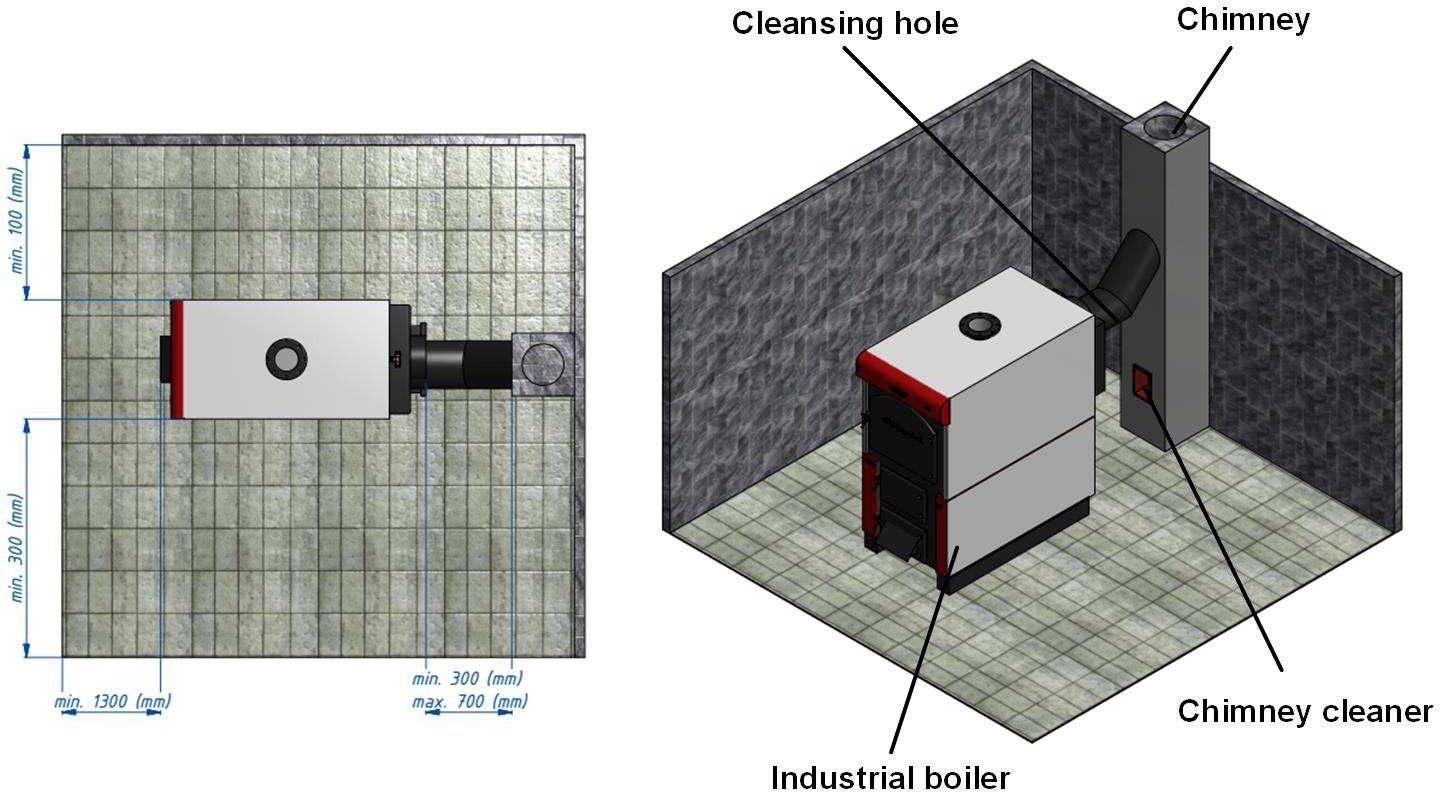 Cleansing hole
Chimney
min. 100 (mm)
min. 300 (mm)
min. 1300 (mm)
min. 300 (mm)
max. 700 (mm)
Chimney cleaner
Industrial boiler